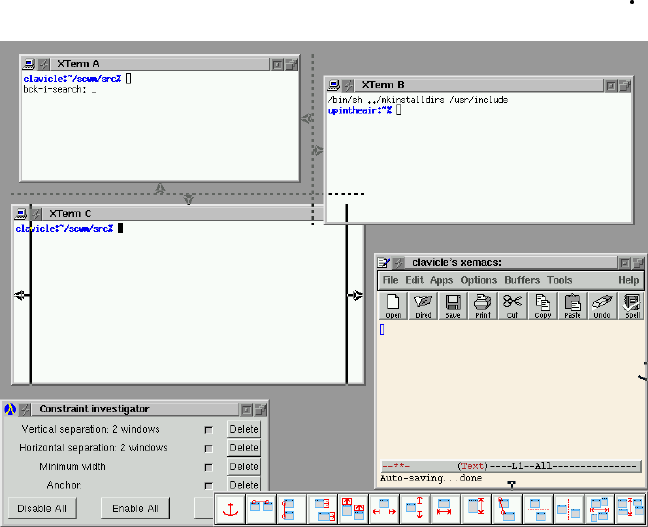 XTerm A
clavicle:~/scwm/src%
bck-i-search: _
XTerm B
/bin/sh ../mkinstalldirs /usr/include
upintheair:~%
XTerm C
clavicle:~/scwm/src%
clavicle's xemacs:
File Edit Apps Options Buffers Tools Help
Open Dired Save Print Cut Copy Paste Undo Spell
--**- (Text)----L1--All----------------
Auto-saving...done
Constraint investigator
Vertical separation: 2 windows Delete
Horizontal separation: 2 windows Delete
Minimum width Delete
Anchor: Delete
Disable All Enable All